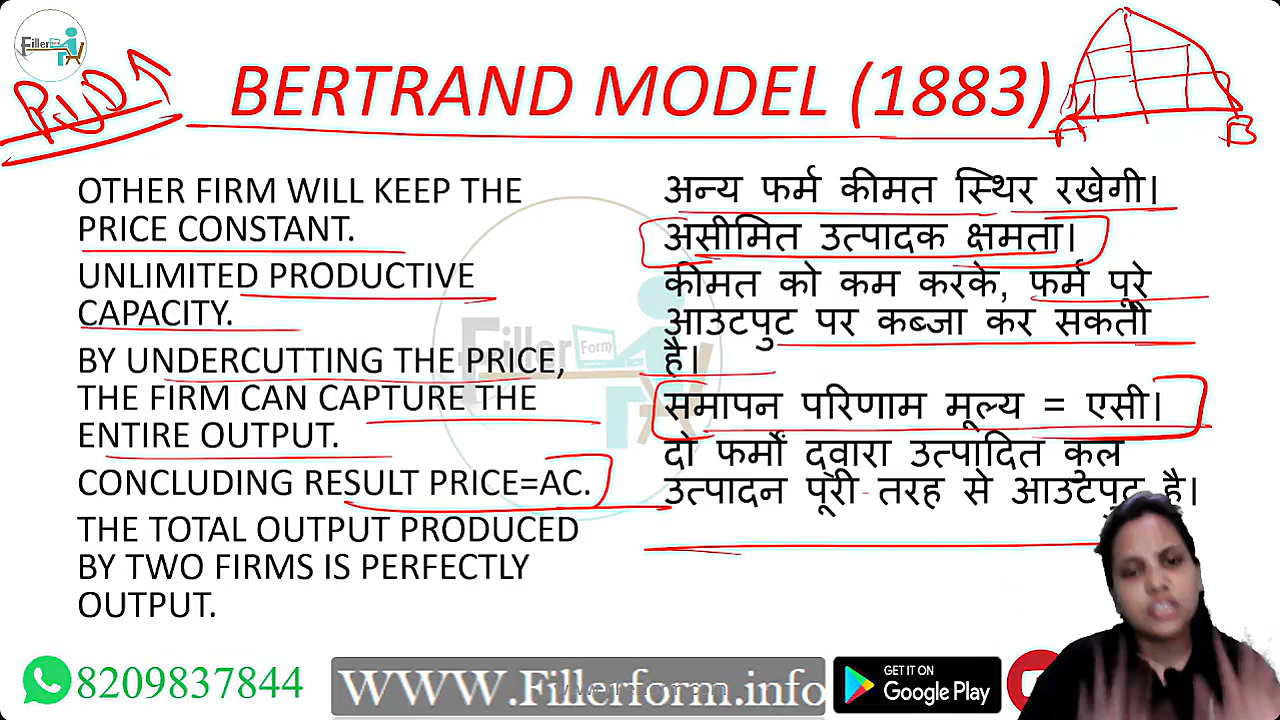 Filler
BERTRAND MODEL (1883)
A
B
OTHER FIRM WILL KEEP THE
PRICE CONSTANT.
UNLIMITED PRODUCTIVE
CAPACITY.
BY UNDERCUTTING THE PRICE,
THE FIRM CAN CAPTURE THE
ENTIRE OUTPUT.
CONCLUDING RESULT PRICE=AC.
THE TOTAL OUTPUT PRODUCED
BY TWO FIRMS IS PERFECTLY
OUTPUT.
Filler Form
अन्य फर्म कीमत स्थिर रखेगी।
असीमित उत्पादक क्षमता।
कीमत को कम करके, फर्म पूरे
आउटपुट पर कब्जा कर सकती
है।
समापन परिणाम मूल्य = एसी।
दो फर्मों द्वारा उत्पादित कुल
उत्पादन पूरी तरह से आउटपुट है।
8209837844
WWW.Fillerform.info
GET IT ON
Google Play